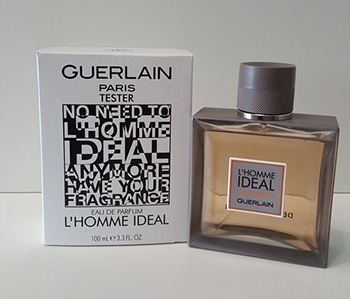 GUERLAIN
PARIS
TESTER
NO NEED TO
L'HOMME
IDEAL
ANYMORE
NAME YOUR
FRAGRANCE
EAU DE PARFUM
L'HOMME IDEAL
100 mL e 3.3 FL. OZ.
L'HOMME
IDEAL
GUERLAIN